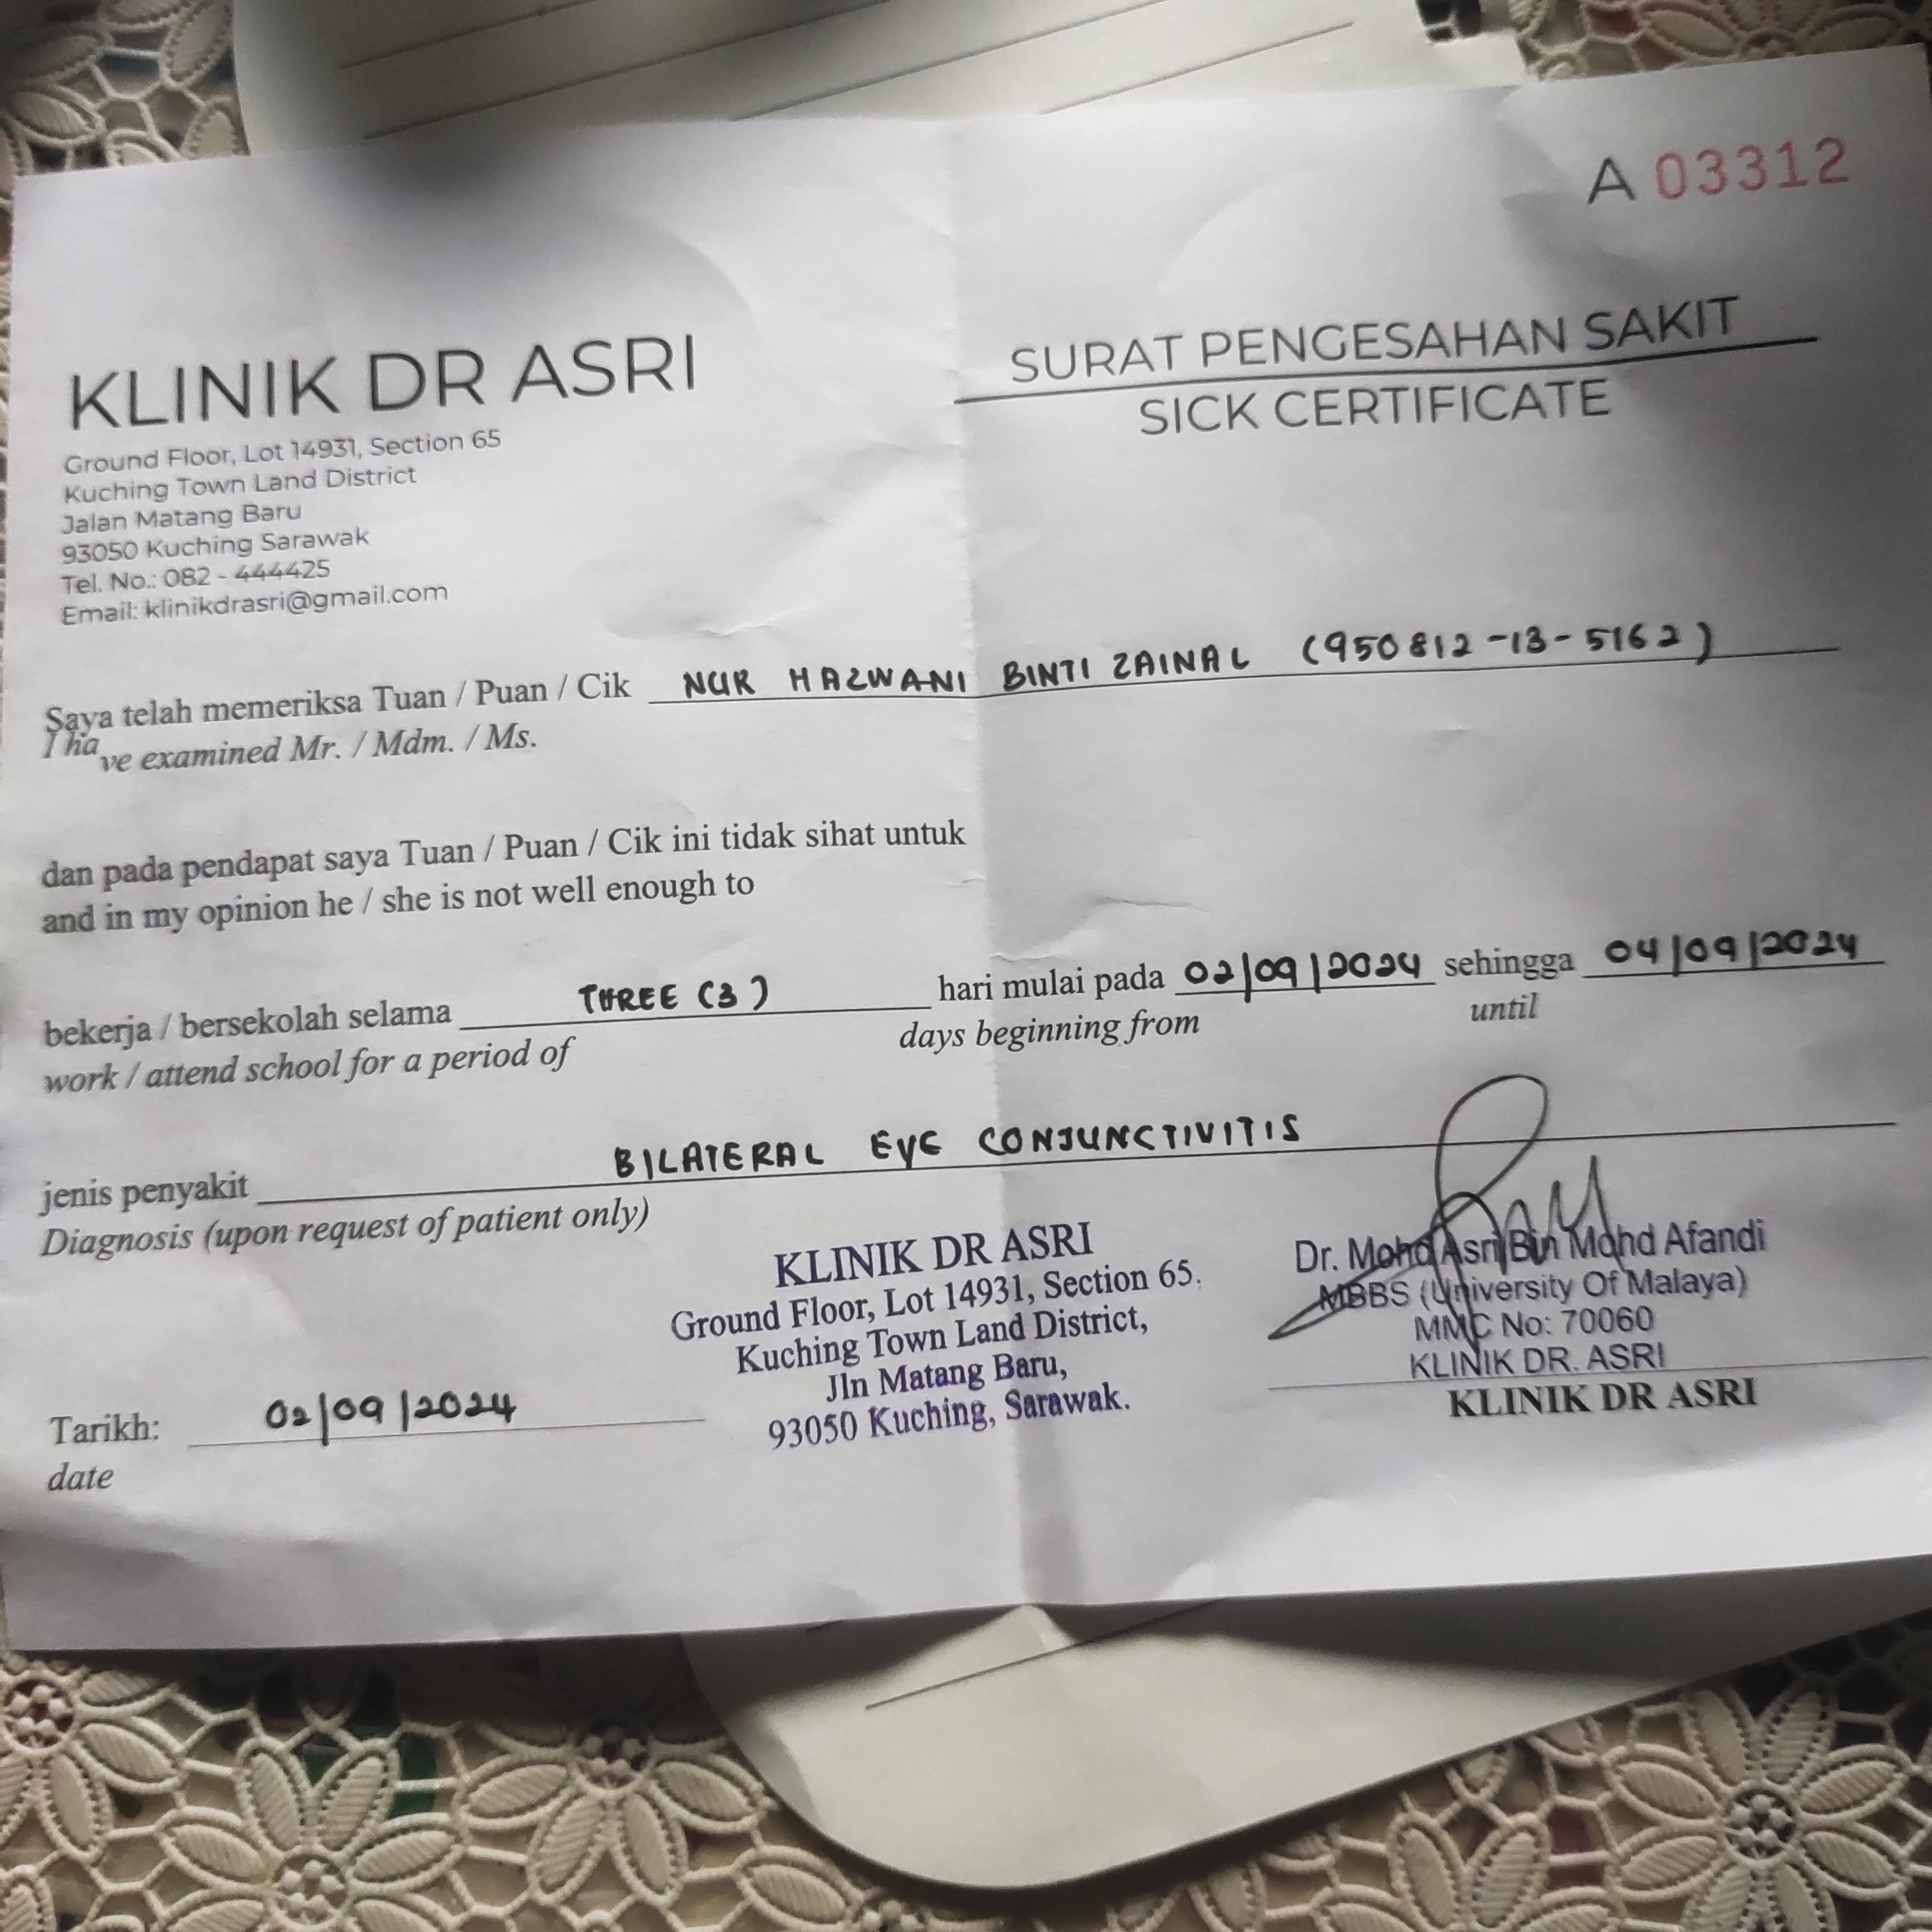 A 03312
KLINIK DR ASRI
Ground Floor, Lot 14931, Section 65
Kuching Town Land District
Jalan Matang Baru
93050 Kuching Sarawak
Tel. No.: 082 - 444425
Email: klinikdrasri@gmail.com
SURAT PENGESAHAN SAKIT
SICK CERTIFICATE
Saya telah memeriksa Tuan / Puan / Cik NUR HAZWANI BINTI ZAINAL (950812-13-5162)
I have examined Mr. / Mdm. / Ms.
dan pada pendapat saya Tuan / Puan / Cik ini tidak sihat untuk
and in my opinion he / she is not well enough to
bekerja / bersekolah selama THREE (3) hari mulai pada 02/09/2024 sehingga 04/09/2024
work / attend school for a period of days beginning from until
jenis penyakit BILATERAL EYE CONJUNCTIVITIS
Diagnosis (upon request of patient only)
KLINIK DR ASRI
Ground Floor, Lot 14931, Section 65,
Kuching Town Land District,
Jln Matang Baru,
93050 Kuching, Sarawak.
Dr. Mohd Asri Bin Mohd Afandi
MBBS (University Of Malaya)
MMC No: 70060
KLINIK DR. ASRI
KLINIK DR ASRI
Tarikh: 02/09/2024
date